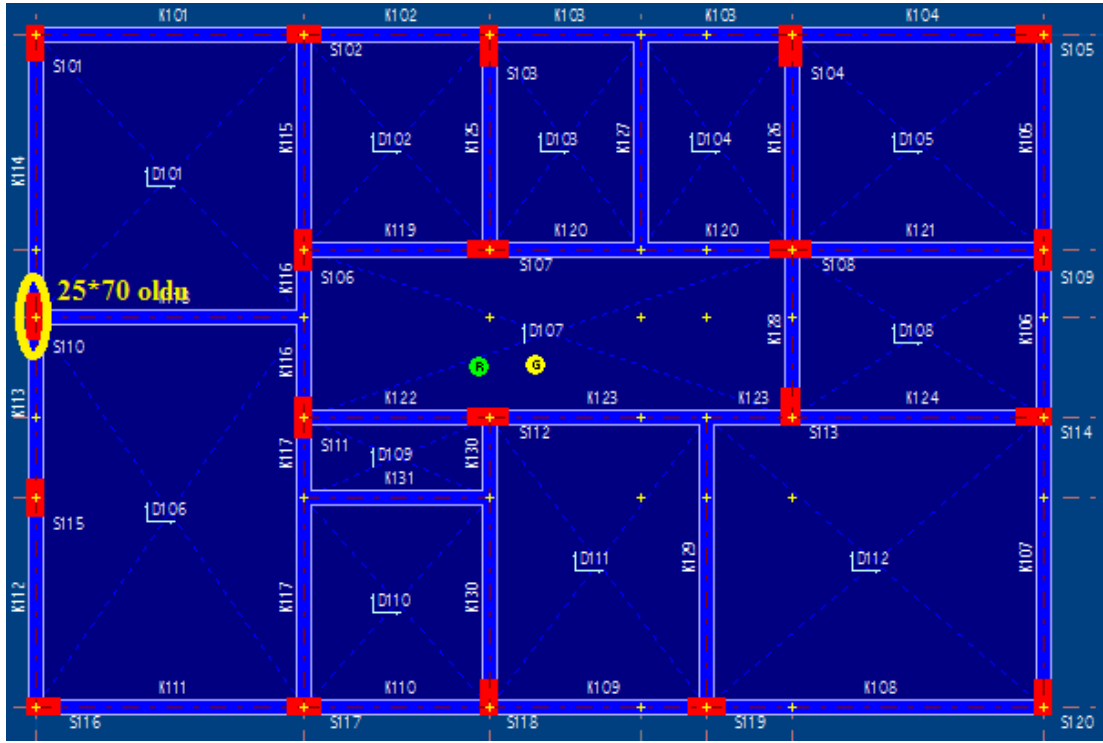 K101 K102 K103 K103 K104
S101 S102 S103 S104 S105
K114 K115 K125 K127 K126 K105
D101 D102 D103 D104 D105
K119 K120 K120 K121
S106 S107 S108 S109
25*70 oldu
K116
S110
K116 K128 K106
D107 D108
R G
K113
K122 K123 K123 K124
S111 S112 S113 S114
K117 D109 K130
K131
S115
D106
K112 K117 D110 K130 D111 K129 D112 K107
K111 K110 K109 K108
S116 S117 S118 S119 S120